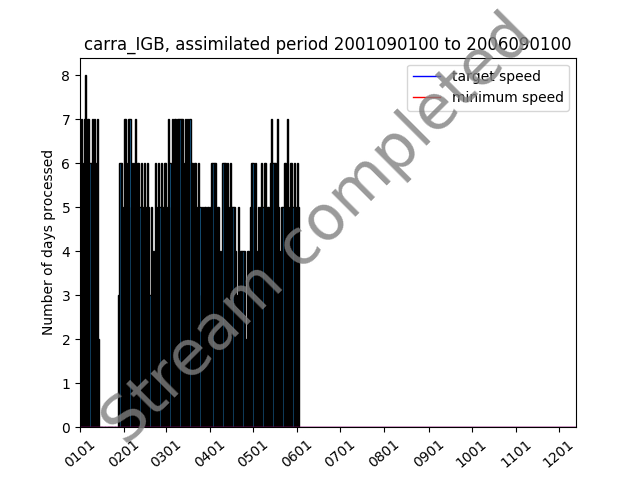 carra_IGB, assimilated period 2001090100 to 2006090100
target speed
minimum speed
Number of days processed
8
7
6
5
4
3
2
1
0
0101 0201 0301 0401 0501 0601 0701 0801 0901 1001 1101 1201
Stream completed